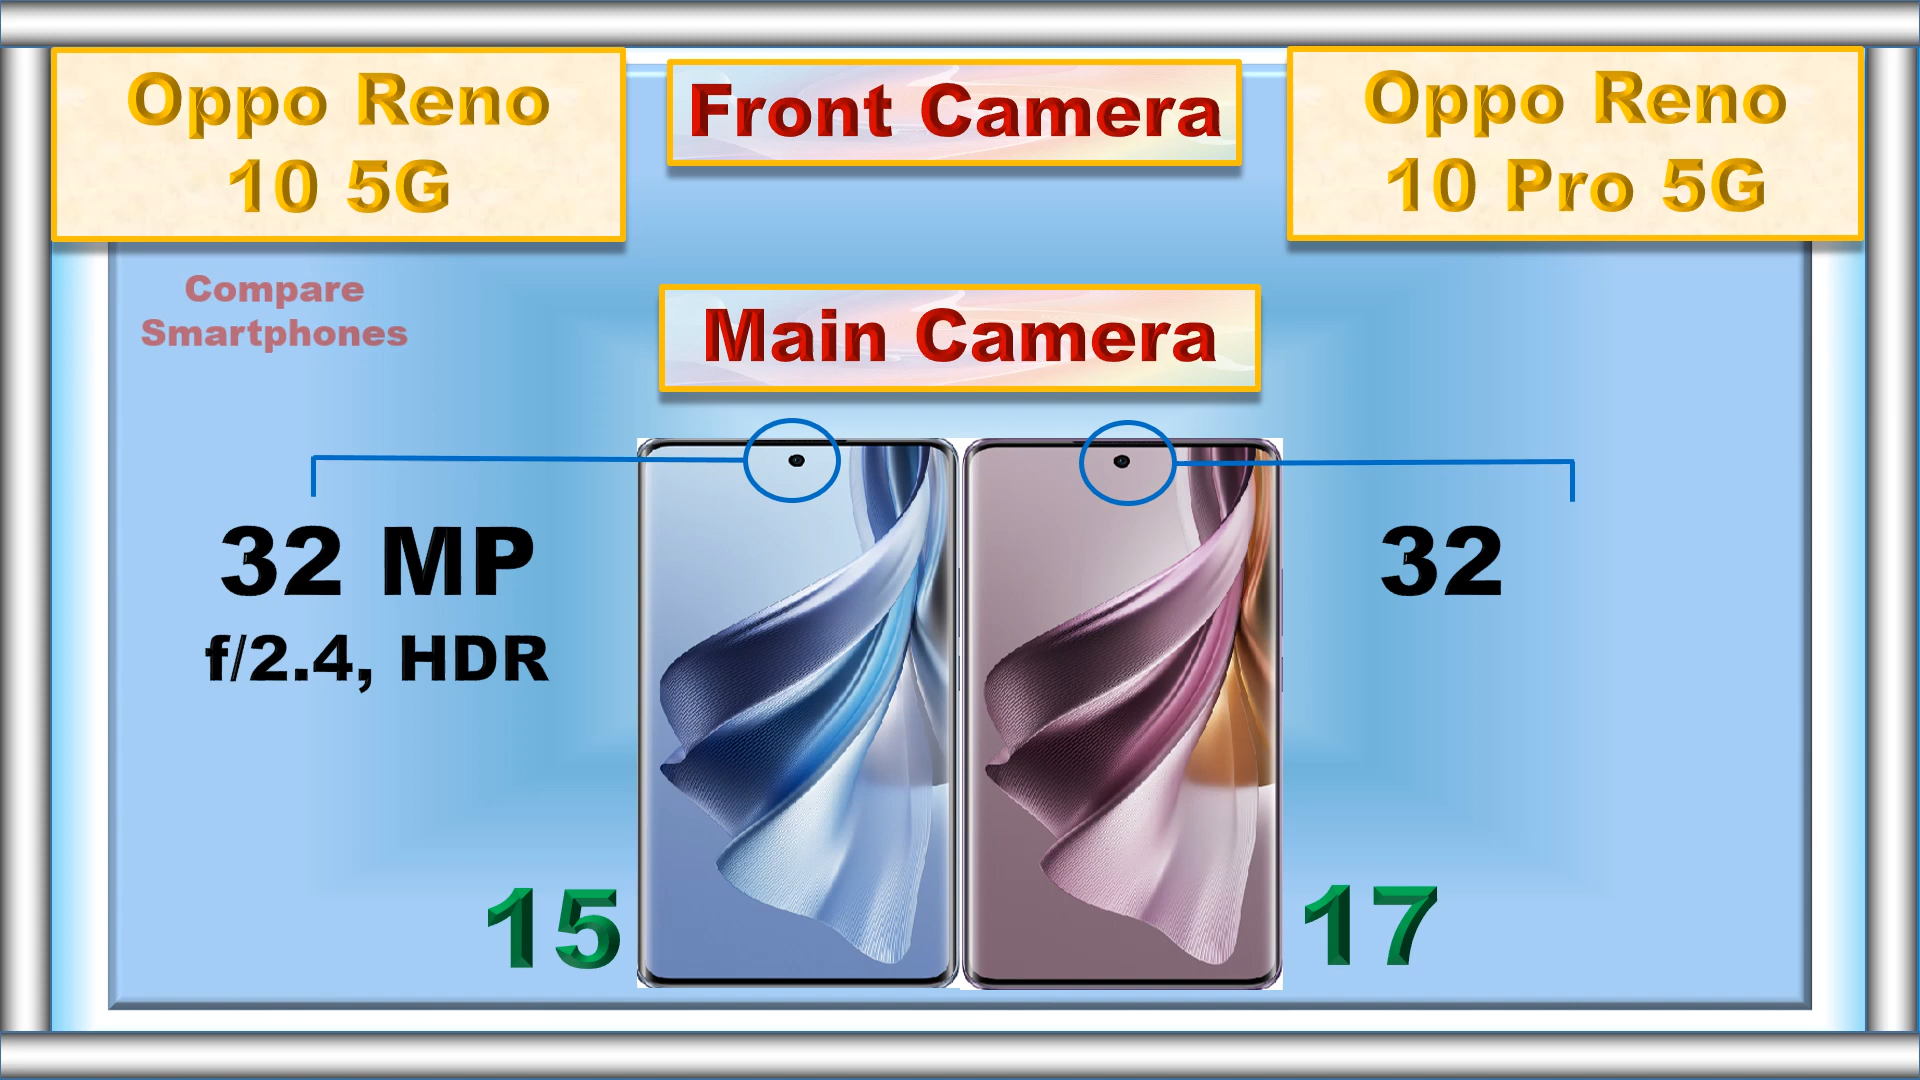 Oppo Reno
10 5G
Front Camera
Oppo Reno
10 Pro 5G
Compare
Smartphones
Main Camera
32 MP
f/2.4, HDR
32
15
17